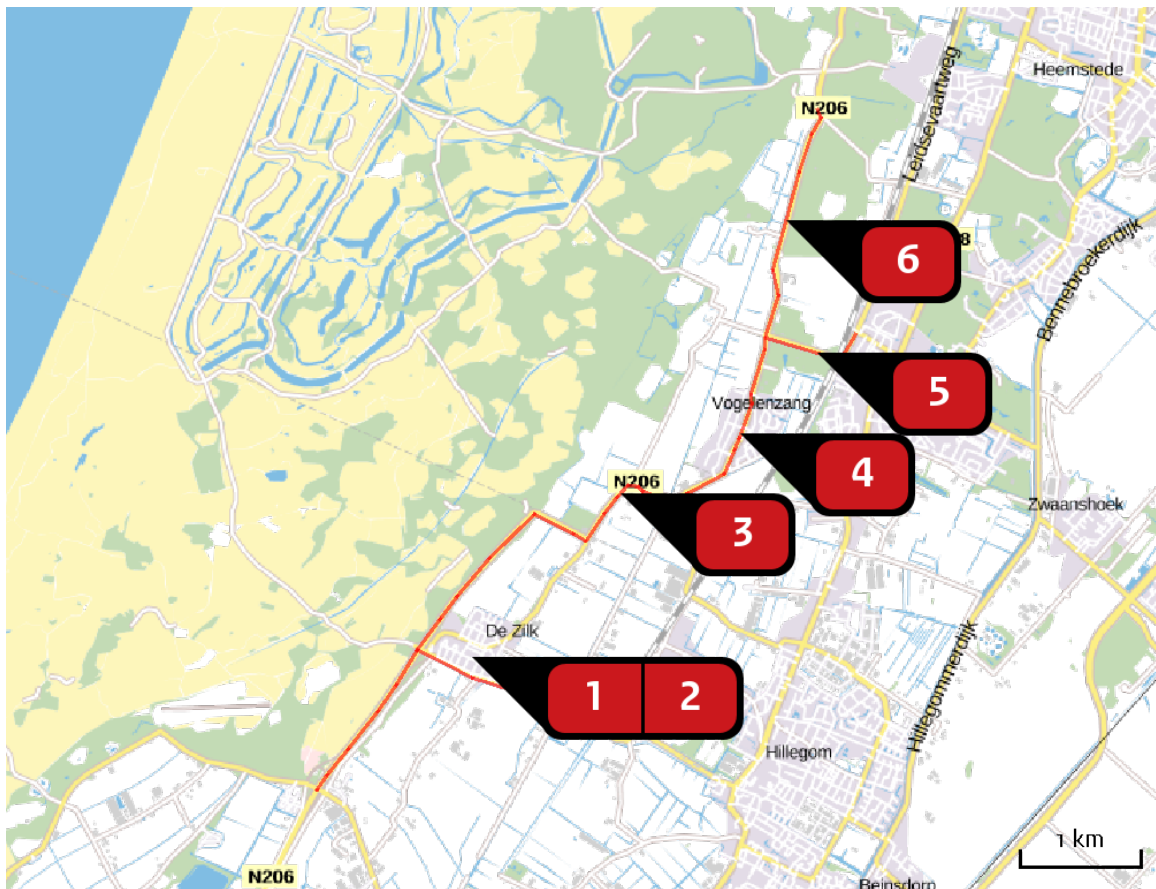 Heemstede
N206
Leidsevaartweg
8
6
Bennebroekerdijk
5
Vogelenzang
4
N206
3
Zwaanshoek
De Zilk
1 2
Hillegommerdijk
Hillegom
1 km
N206
Beinsdorp